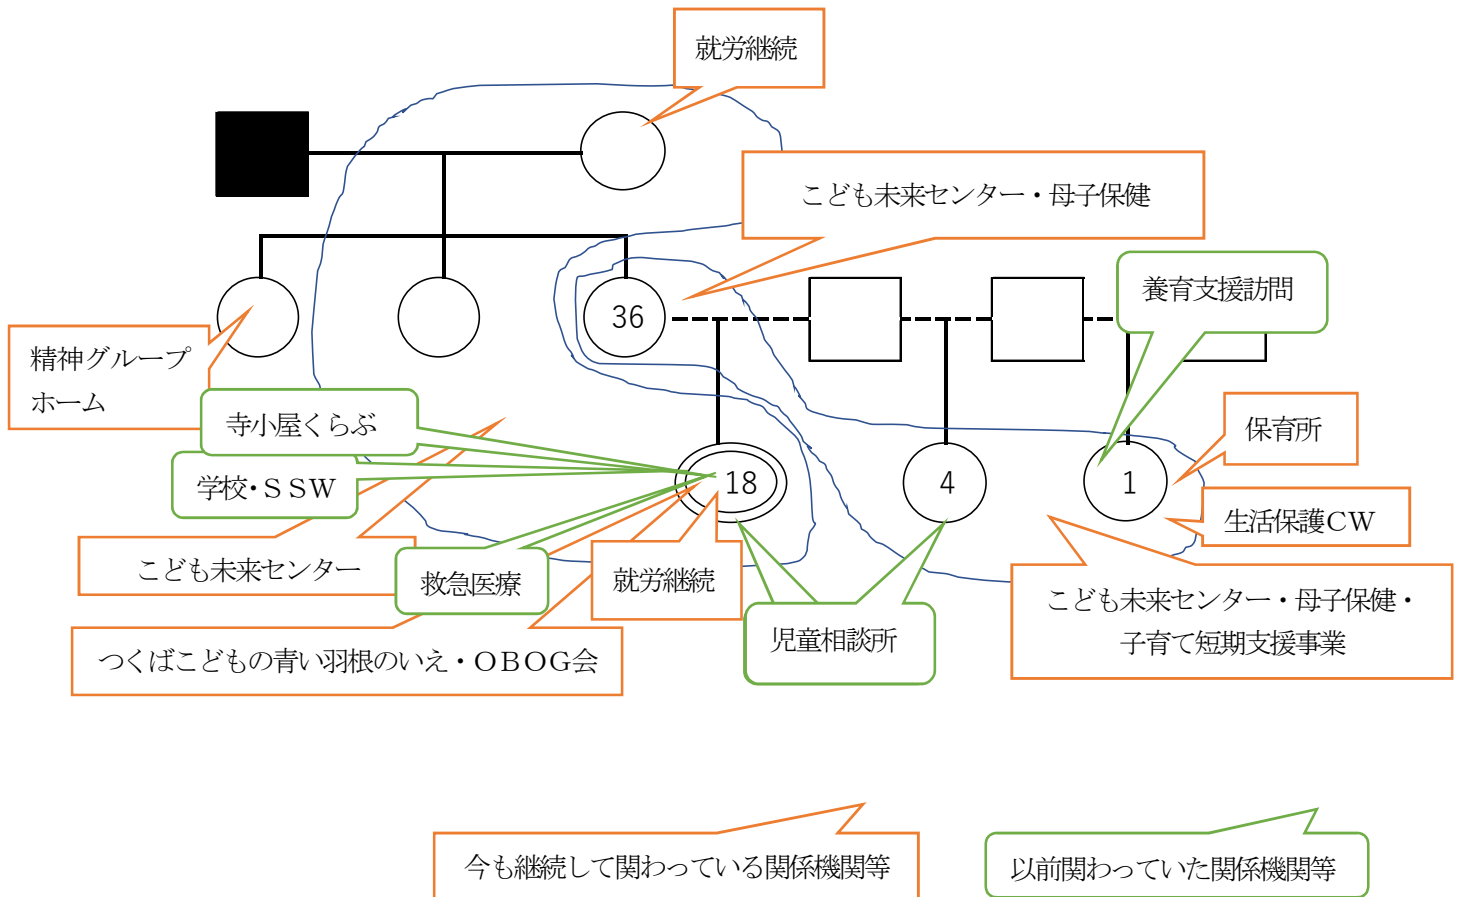 就労継続
こども未来センター・母子保健
養育支援訪問
36
精神グループ
ホーム
寺小屋くらぶ
保育所
学校・ＳＳＷ
18
4
1
生活保護ＣＷ
こども未来センター
救急医療
就労継続
児童相談所
こども未来センター・母子保健・
子育て短期支援事業
つくばこどもの青い羽根のいえ・ＯＢＯＧ会
今も継続して関わっている関係機関等
以前関わっていた関係機関等